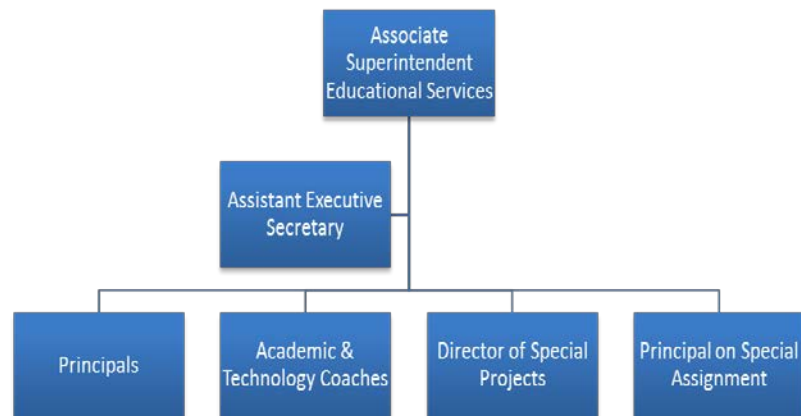 Associate
Superintendent
Educational Services
Assistant Executive
Secretary
Principals
Academic &
Technology Coaches
Director of Special
Projects
Principal on Special
Assignment